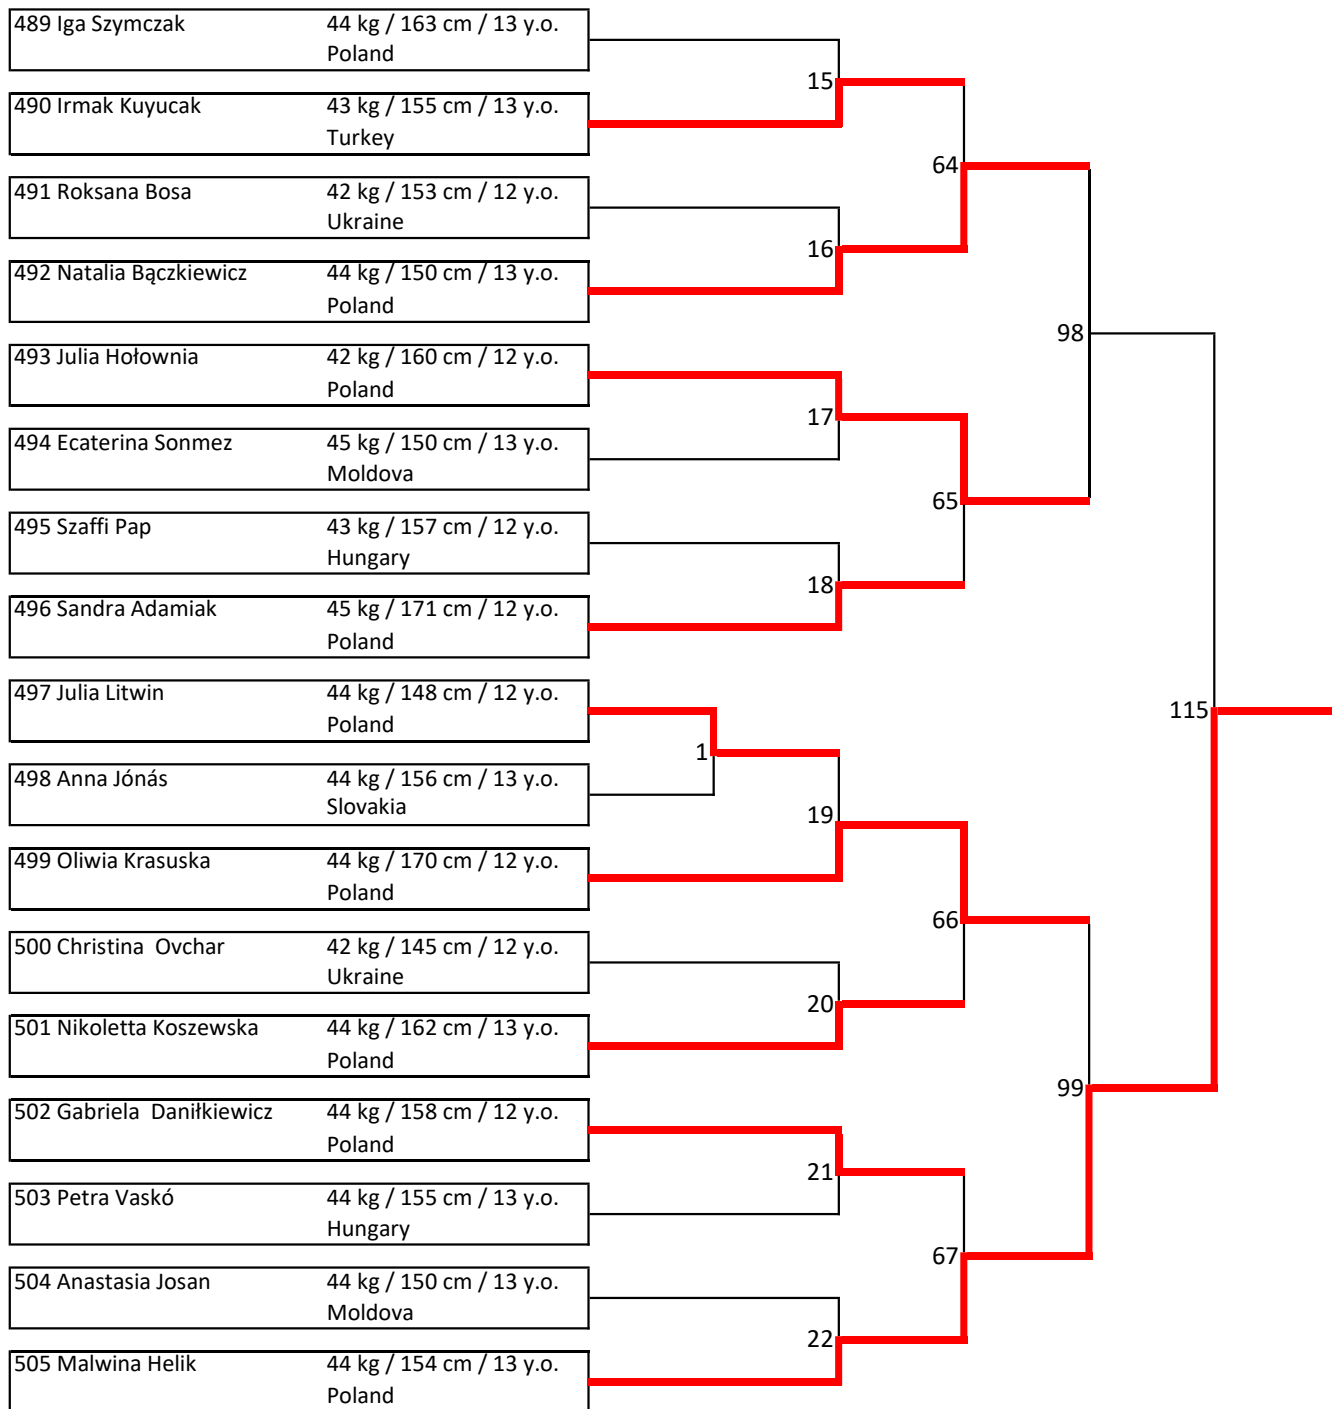 489 Iga Szymczak 44 kg / 163 cm / 13 y.o.
Poland
15
490 Irmak Kuyucak 43 kg / 155 cm / 13 y.o.
Turkey
64
491 Roksana Bosa 42 kg / 153 cm / 12 y.o.
Ukraine
16
492 Natalia Bączkiewicz 44 kg / 150 cm / 13 y.o.
Poland
98
493 Julia Hołownia 42 kg / 160 cm / 12 y.o.
Poland
17
494 Ecaterina Sonmez 45 kg / 150 cm / 13 y.o.
Moldova
65
495 Szaffi Pap 43 kg / 157 cm / 12 y.o.
Hungary
18
496 Sandra Adamiak 45 kg / 171 cm / 12 y.o.
Poland
497 Julia Litwin 44 kg / 148 cm / 12 y.o.
115
Poland
1
498 Anna Jónás 44 kg / 156 cm / 13 y.o.
Slovakia
19
499 Oliwia Krasuska 44 kg / 170 cm / 12 y.o.
Poland
66
500 Christina Ovchar 42 kg / 145 cm / 12 y.o.
Ukraine
20
501 Nikoletta Koszewska 44 kg / 162 cm / 13 y.o.
Poland
99
502 Gabriela Daniłkiewicz 44 kg / 158 cm / 12 y.o.
Poland
21
503 Petra Vaskó 44 kg / 155 cm / 13 y.o.
Hungary
67
504 Anastasia Josan 44 kg / 150 cm / 13 y.o.
Moldova
22
505 Malwina Helik 44 kg / 154 cm / 13 y.o.
Poland